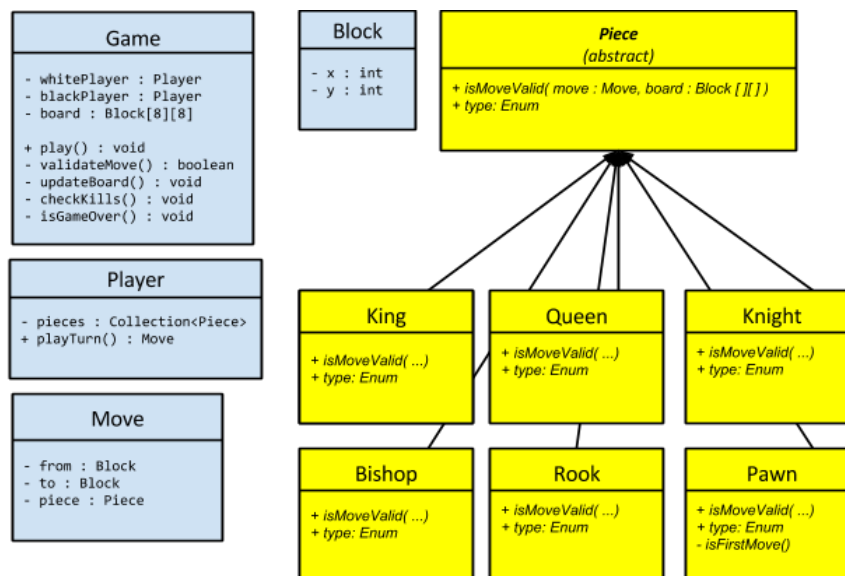 Game
- whitePlayer : Player
- blackPlayer : Player
- board : Block[8][8]
+ play() : void
- validateMove() : boolean
- updateBoard() : void
- checkKills() : void
- isGameOver() : void
Player
- pieces : Collection<Piece>
+ playTurn() : Move
Move
- from : Block
- to : Block
- piece : Piece
Block
- x : int
- y : int
Piece
(abstract)
+ isMoveValid( move : Move, board : Block [ ][ ] )
+ type: Enum
King
+ isMoveValid( ...)
+ type: Enum
Queen
+ isMoveValid( ...)
+ type: Enum
Knight
+ isMoveValid( ...)
+ type: Enum
Bishop
+ isMoveValid( ...)
+ type: Enum
Rook
+ isMoveValid( ...)
+ type: Enum
Pawn
+ isMoveValid( ...)
+ type: Enum
- isFirstMove()